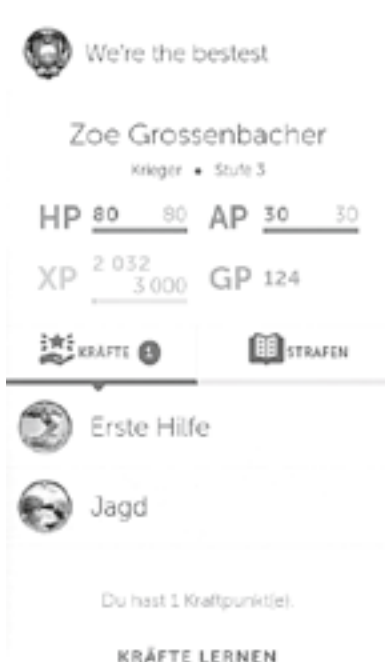 We're the bestest
Zoe Grossenbacher
Krieger • Stufe 3
HP 80 80 AP 30 30
XP 2 032 3 000 GP 124
KRÄFTE 1 STRAFEN
Erste Hilfe
Jagd
Du hast 1 Kraftpunkt(e).
KRÄFTE LERNEN